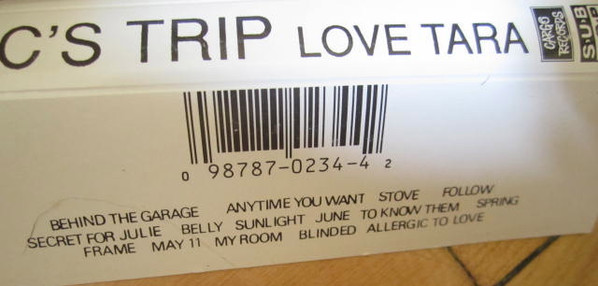 C'S TRIP LOVE TARA CARGO RECORDS SUB
0 98787-0234-4 2
BEHIND THE GARAGE ANYTIME YOU WANT STOVE FOLLOW
SECRET FOR JULIE BELLY SUNLIGHT JUNE TO KNOW THEM SPRING
FRAME MAY 11 MY ROOM BLINDED ALLERGIC TO LOVE